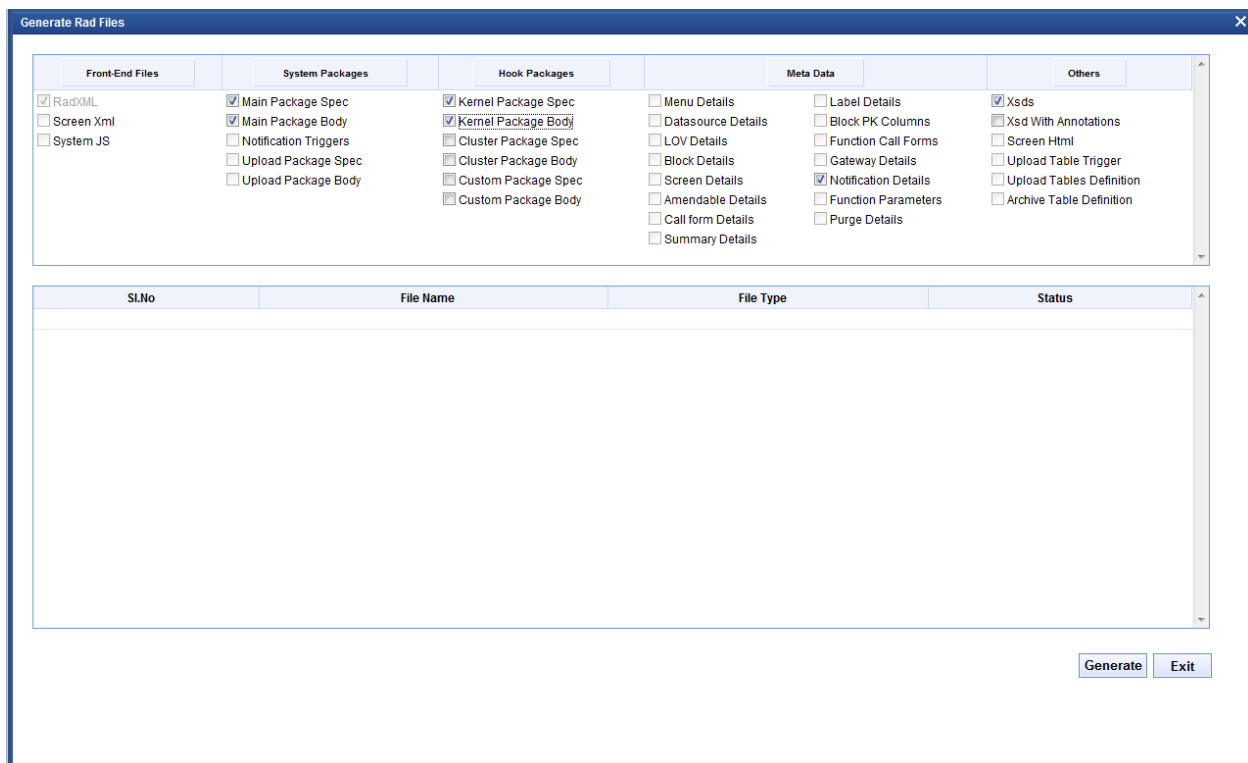 Generate Rad Files
Front-End Files
System Packages
Hook Packages
Meta Data
Others
RadXML
Screen Xml
System JS
Main Package Spec
Main Package Body
Notification Triggers
Upload Package Spec
Upload Package Body
Kernel Package Spec
Kernel Package Body
Cluster Package Spec
Cluster Package Body
Custom Package Spec
Custom Package Body
Menu Details
Datasource Details
LOV Details
Block Details
Screen Details
Amendable Details
Call form Details
Summary Details
Label Details
Block PK Columns
Function Call Forms
Gateway Details
Notification Details
Function Parameters
Purge Details
Xsds
Xsd With Annotations
Screen Html
Upload Table Trigger
Upload Tables Definition
Archive Table Definition
Sl.No
File Name
File Type
Status
Generate
Exit